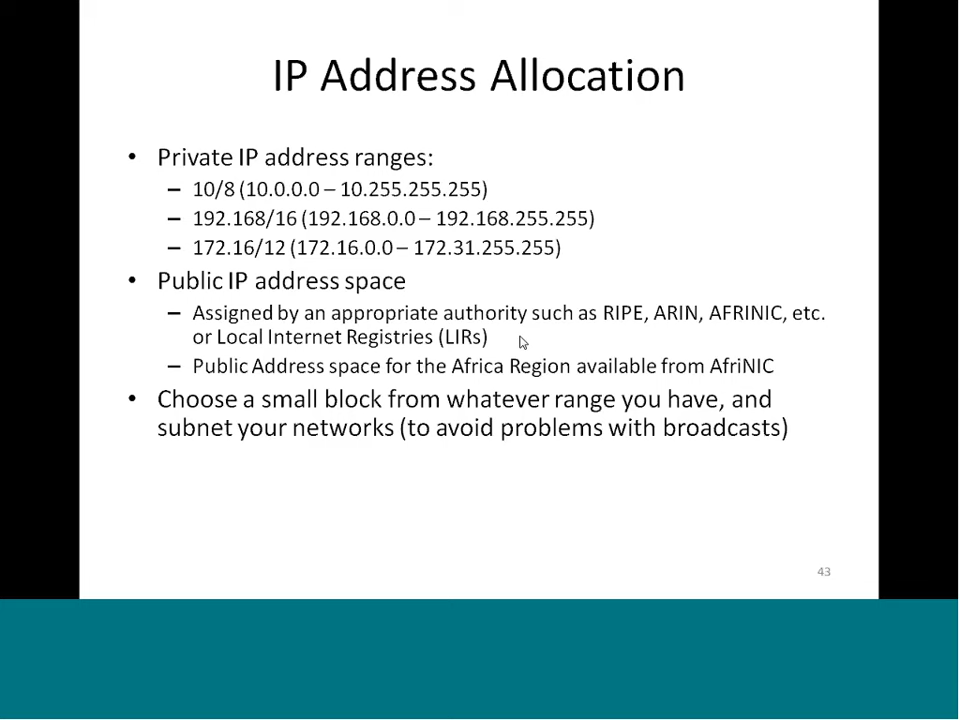 IP Address Allocation
• Private IP address ranges:
– 10/8 (10.0.0.0 – 10.255.255.255)
– 192.168/16 (192.168.0.0 – 192.168.255.255)
– 172.16/12 (172.16.0.0 – 172.31.255.255)
• Public IP address space
– Assigned by an appropriate authority such as RIPE, ARIN, AFRINIC, etc.
or Local Internet Registries (LIRs)
– Public Address space for the Africa Region available from AfriNIC
• Choose a small block from whatever range you have, and
subnet your networks (to avoid problems with broadcasts)
43